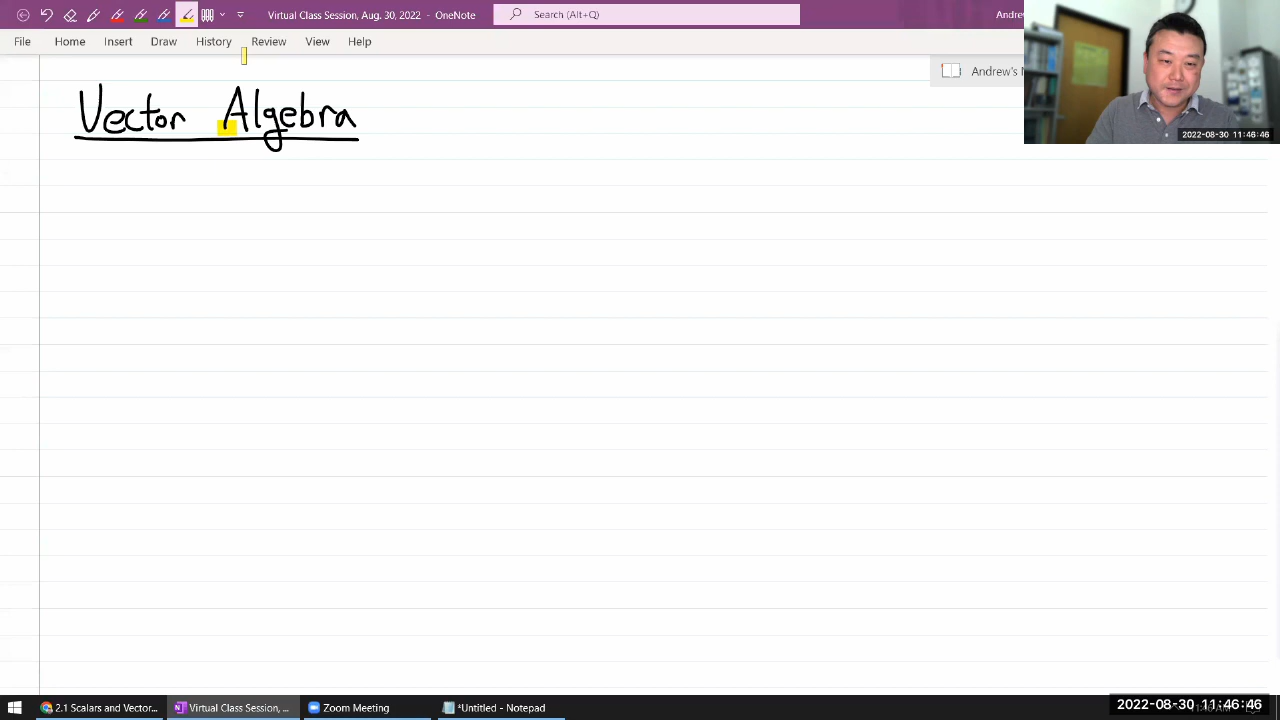 Virtual Class Session, Aug. 30, 2022 - OneNote
Search (Alt+Q)
Andrew
File Home Insert Draw History Review View Help
Andrew's N
Vector Algebra
2022-08-30 11:46:46
2.1 Scalars and Vector...
Virtual Class Session, ...
Zoom Meeting
*Untitled - Notepad
2022-08-30 11:46:46